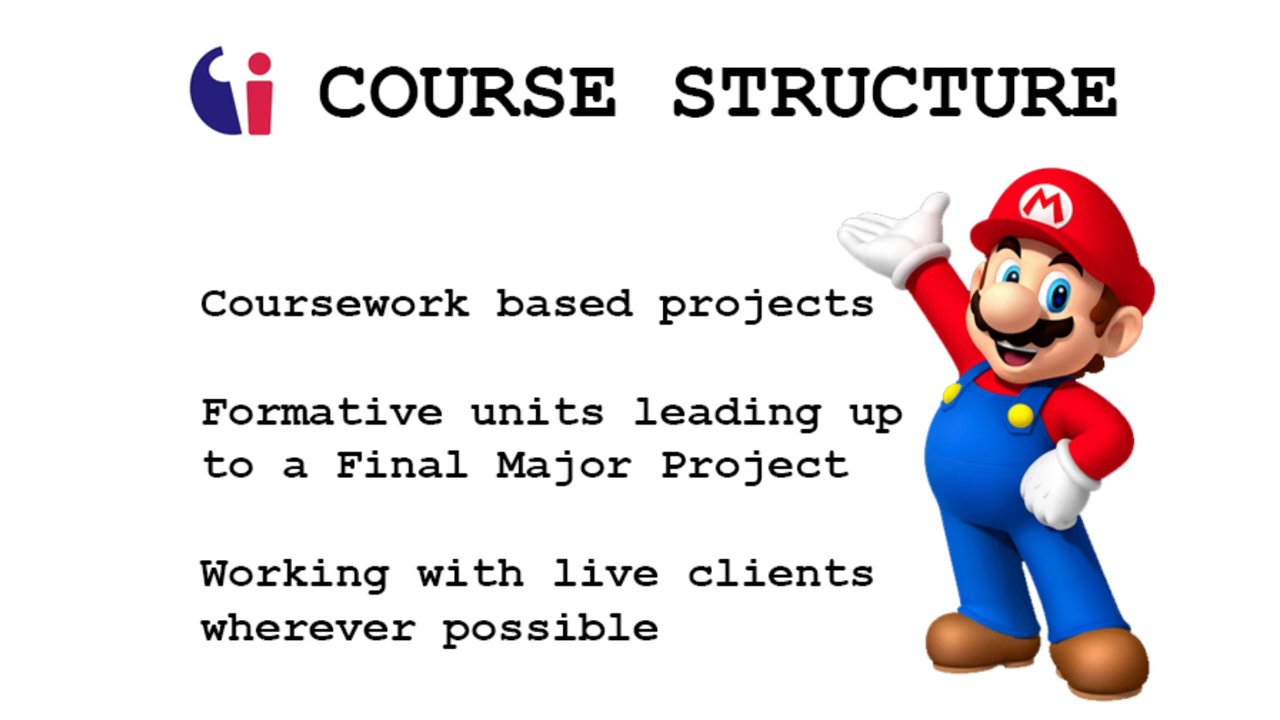 COURSE STRUCTURE
Coursework based projects
Formative units leading up
to a Final Major Project
Working with live clients
wherever possible
M